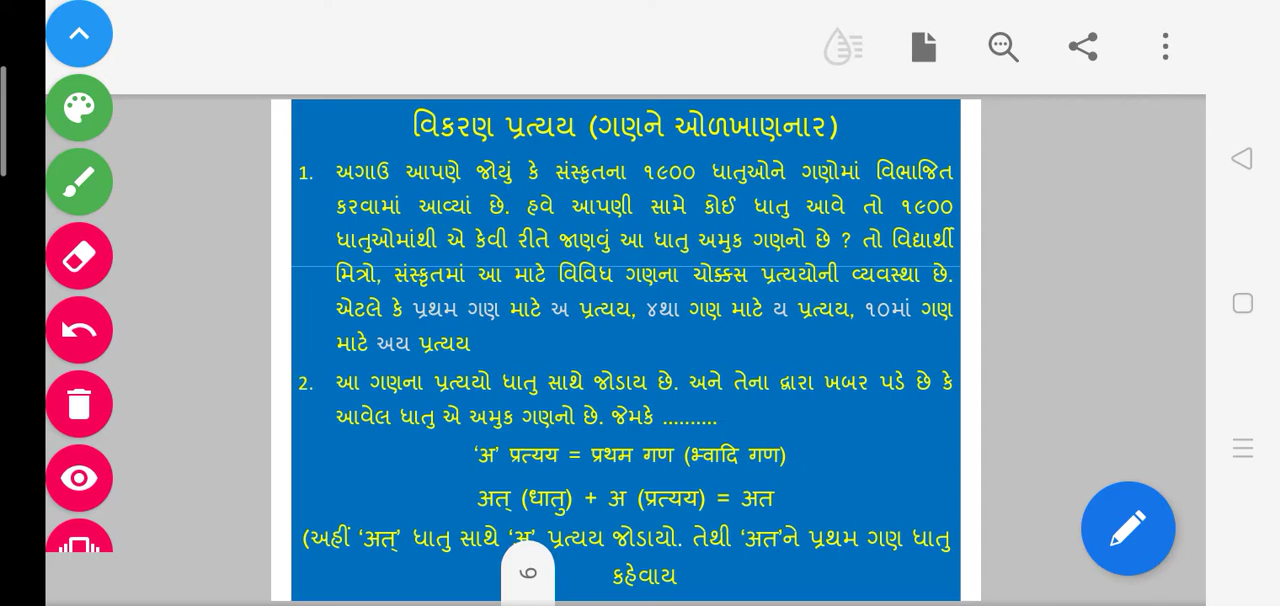 વિકરણ પ્રત્યય (ગણને ઓળખાણનાર)
1. અગાઉ આપણે જોયું કે સંસ્કૃતના ૧૯૦૦ ધાતુઓને ગણોમાં વિભાજિત
કરવામાં આવ્યાં છે. હવે આપણી સામે કોઈ ધાતુ આવે તો ૧૯૦૦
ધાતુઓમાંથી એ કેવી રીતે જાણવું આ ધાતુ અમુક ગણનો છે ? તો વિદ્યાર્થી
મિત્રો, સંસ્કૃતમાં આ માટે વિવિધ ગણના ચોક્ક્સ પ્રત્યયોની વ્યવસ્થા છે.
એટલે કે પ્રથમ ગણ માટે અ પ્રત્યય, ૪થા ગણ માટે ય પ્રત્યય, ૧૦માં ગણ
માટે અય પ્રત્યય
2. આ ગણના પ્રત્યયો ધાતુ સાથે જોડાય છે. અને તેના દ્વારા ખબર પડે છે કે
આવેલ ધાતુ એ અમુક ગણનો છે. જેમકે ..........
‘अ’ प्रत्यय = प्रथम गण (भ्वादि गण)
अत् (धातु) + अ (प्रत्यय) = अत
(અહીં ‘अत्’ ધાતુ સાથે ‘अ’ પ્રત્યય જોડાયો. તેથી ‘अत’ને પ્રથમ ગણ ધાતુ
કહેવાય
6